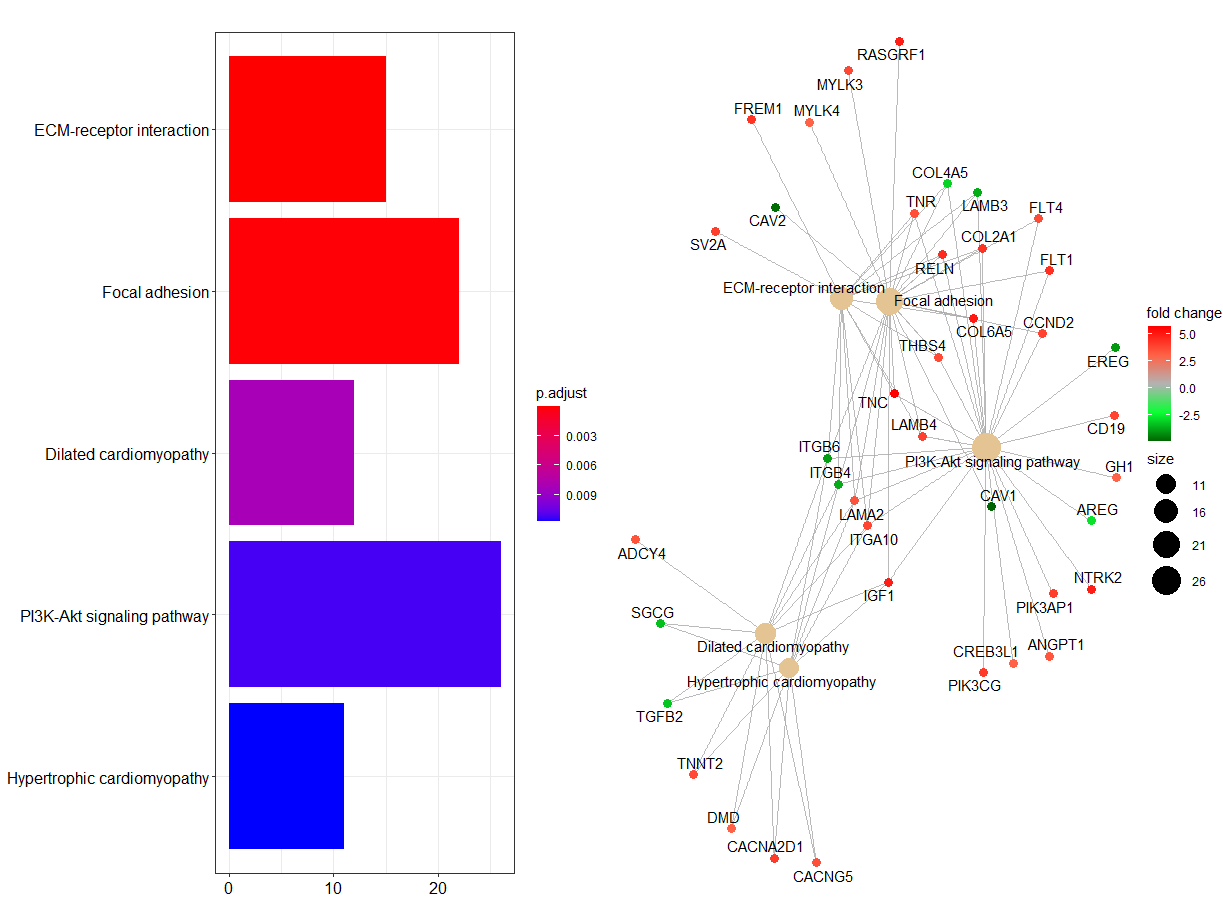 ECM-receptor interaction
Focal adhesion
Dilated cardiomyopathy
PI3K-Akt signaling pathway
Hypertrophic cardiomyopathy
0
10
20
p.adjust
0.003
0.006
0.009
RASGRF1
MYLK3
FREM1
MYLK4
COL4A5
TNR
LAMB3
FLT4
CAV2
SV2A
COL2A1
RELN
FLT1
ECM-receptor interaction
Focal adhesion
COL6A5
CCND2
THBS4
EREG
TNC
LAMB4
CD19
ITGB6
ITGB4
PI3K-Akt signaling pathway
GH1
CAV1
LAMA2
AREG
ITGA10
ADCY4
IGF1
NTRK2
PIK3AP1
SGCG
Dilated cardiomyopathy
CREB3L1
ANGPT1
Hypertrophic cardiomyopathy
PIK3CG
TGFB2
TNNT2
DMD
CACNA2D1
CACNG5
fold change
5.0
2.5
0.0
-2.5
size
11
16
21
26